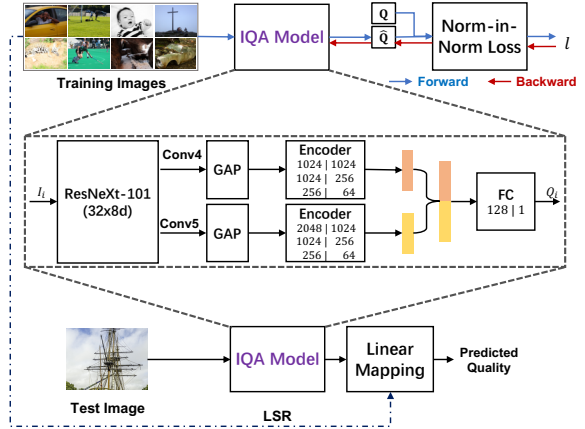 Training Images
IQA Model
Q
Q̂
Norm-in-
Norm Loss
l
Forward
Backward
I_i
ResNeXt-101
(32x8d)
Conv4
GAP
Encoder
1024 | 1024
1024 | 256
256 | 64
Conv5
GAP
Encoder
2048 | 1024
1024 | 256
256 | 64
FC
128 | 1
Q_i
Test Image
IQA Model
Linear
Mapping
Predicted
Quality
LSR